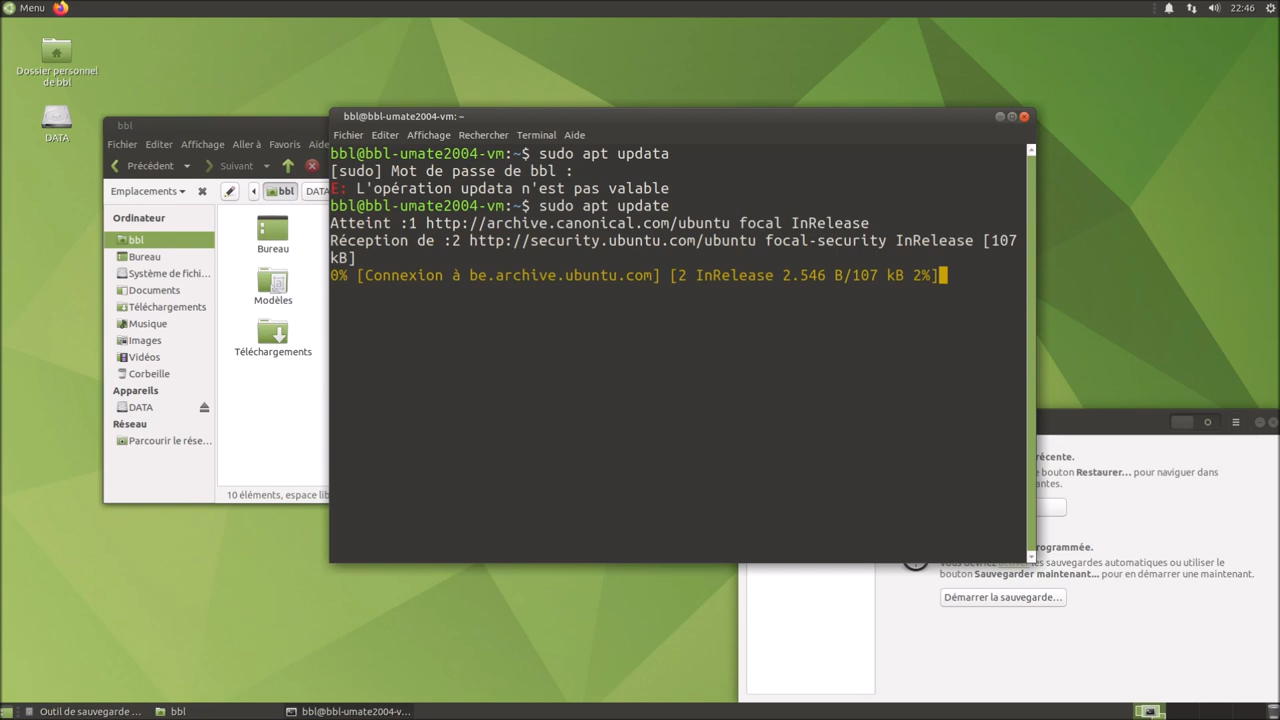 Menu
22:46
Dossier personnel
de bbl
DATA
bbl
Fichier Editer Affichage Aller à Favoris Aide
Précédent Suivant
Emplacements bbl DATA
Ordinateur
bbl
Bureau
Système de fichi...
Documents
Téléchargements
Musique
Images
Vidéos
Corbeille
Appareils
DATA
Réseau
Parcourir le rése...
Bureau
Modèles
Téléchargements
10 éléments, espace lib
bbl@bbl-umate2004-vm: ~
Fichier Editer Affichage Rechercher Terminal Aide
bbl@bbl-umate2004-vm:~$ sudo apt updata
[sudo] Mot de passe de bbl :
E: L'opération updata n'est pas valable
bbl@bbl-umate2004-vm:~$ sudo apt update
Atteint :1 http://archive.canonical.com/ubuntu focal InRelease
Réception de :2 http://security.ubuntu.com/ubuntu focal-security InRelease [107
kB]
0% [Connexion à be.archive.ubuntu.com] [2 InRelease 2.546 B/107 kB 2%]
récente.
e bouton Restaurer... pour naviguer dans
antes.
rogrammée.
les sauvegardes automatiques ou utiliser le
bouton Sauvegarder maintenant... pour en démarrer une maintenant.
Démarrer la sauvegarde...
Outil de sauvegarde ...
bbl
bbl@bbl-umate2004-v...